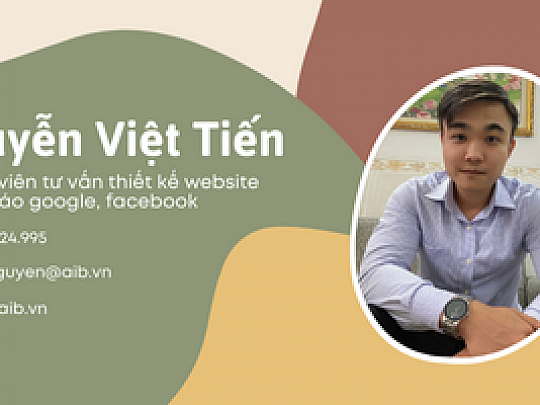 uyễn Việt Tiến
viên tư vấn thiết kế website
áo google, facebook
24.995
guyen@aib.vn
aib.vn